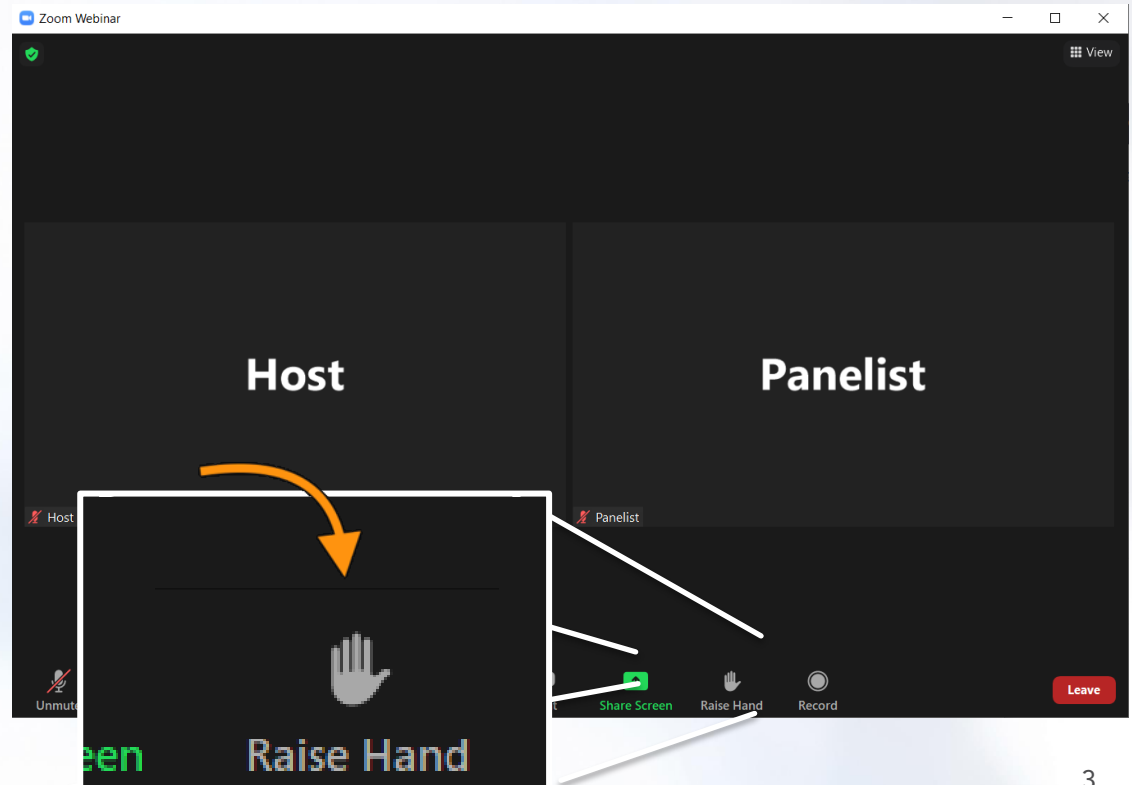 Zoom Webinar
View
Host
Panelist
Host
Panelist
Unmute
Share Screen
Raise Hand
Record
Leave
een
Raise Hand
3